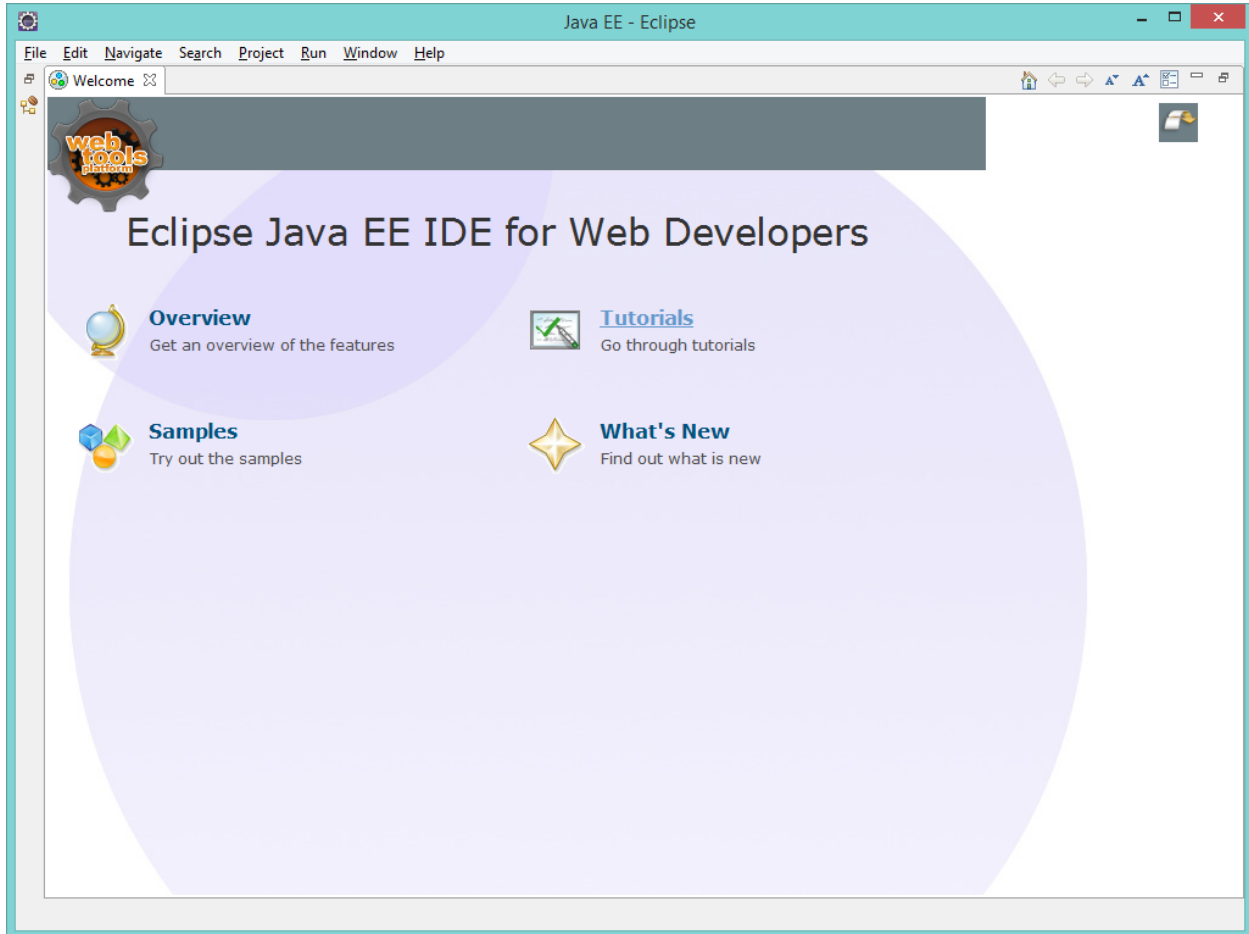 Java EE - Eclipse
File Edit Navigate Search Project Run Window Help
Welcome
web
tools
platform
Eclipse Java EE IDE for Web Developers
Overview
Get an overview of the features
Tutorials
Go through tutorials
Samples
Try out the samples
What's New
Find out what is new